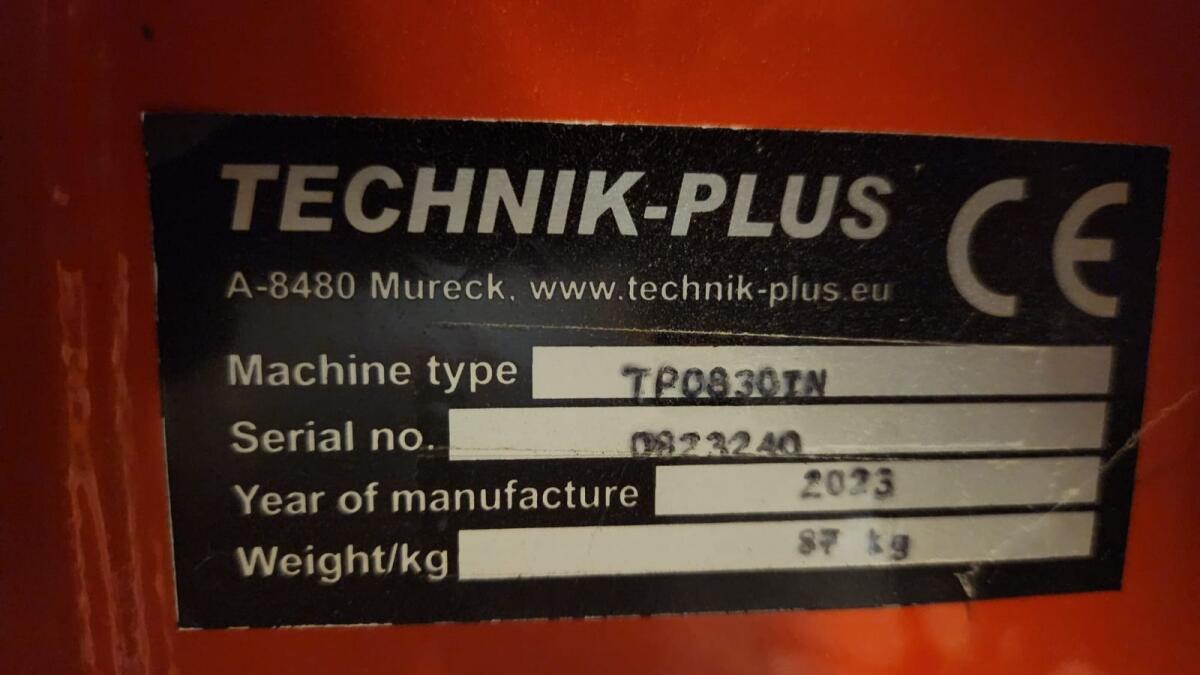 TECHNIK-PLUS CE
A-8480 Mureck, www.technik-plus.eu
Machine type TP0830IN
Serial no. 0823240
Year of manufacture 2023
Weight/kg 87 kg